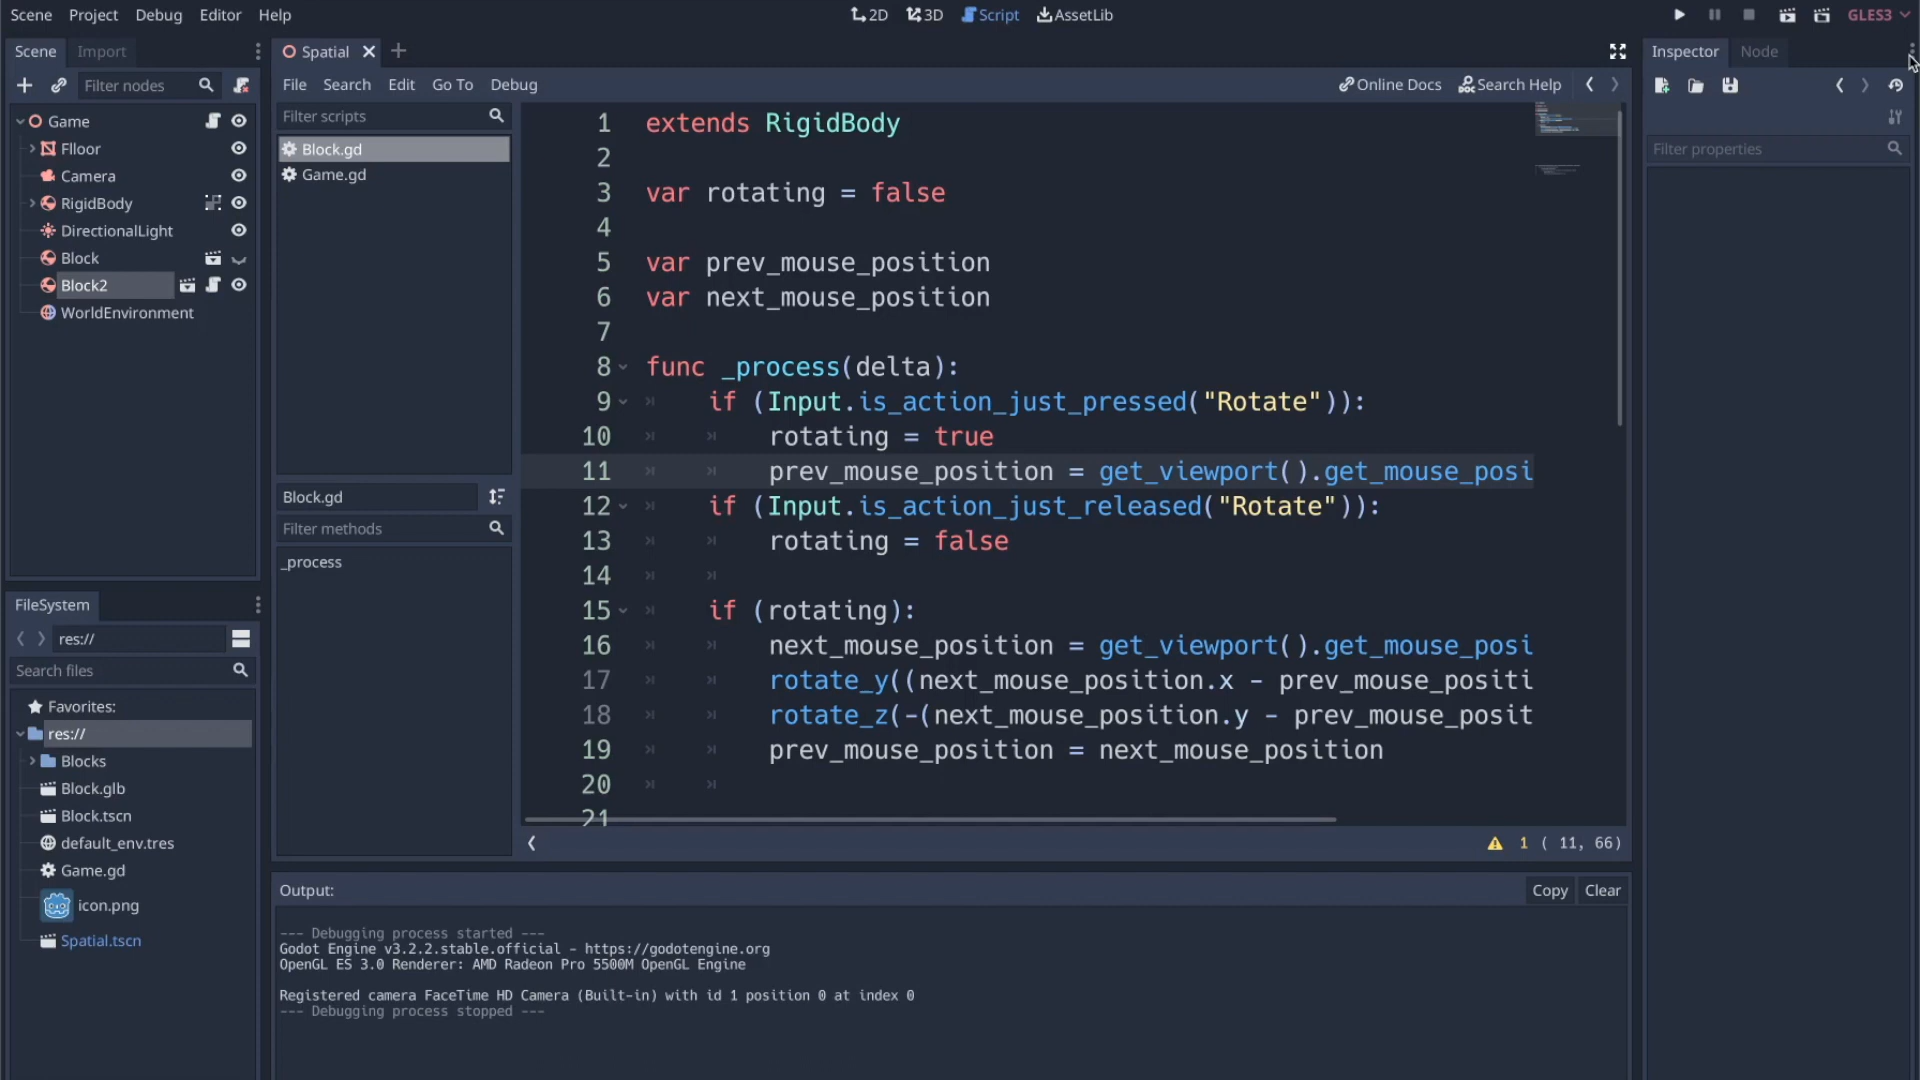 Scene Project Debug Editor Help
2D 3D Script AssetLib
GLES3
Scene Import
Filter nodes
Game
Flloor
Camera
RigidBody
DirectionalLight
Block
Block2
WorldEnvironment
FileSystem
res://
Search files
Favorites:
res://
Blocks
Block.glb
Block.tscn
default_env.tres
Game.gd
icon.png
Spatial.tscn
Spatial
File Search Edit Go To Debug
Online Docs Search Help
Filter scripts
Block.gd
Game.gd
Block.gd
Filter methods
_process
1 extends RigidBody
2
3 var rotating = false
4
5 var prev_mouse_position
6 var next_mouse_position
7
8 func _process(delta):
9 if (Input.is_action_just_pressed("Rotate")):
10 rotating = true
11 prev_mouse_position = get_viewport().get_mouse_posi
12 if (Input.is_action_just_released("Rotate")):
13 rotating = false
14
15 if (rotating):
16 next_mouse_position = get_viewport().get_mouse_posi
17 rotate_y((next_mouse_position.x - prev_mouse_positi
18 rotate_z(-(next_mouse_position.y - prev_mouse_posit
19 prev_mouse_position = next_mouse_position
20
21
1 ( 11, 66)
Output:
Copy Clear
--- Debugging process started ---
Godot Engine v3.2.2.stable.official - https://godotengine.org
OpenGL ES 3.0 Renderer: AMD Radeon Pro 5500M OpenGL Engine
Registered camera FaceTime HD Camera (Built-in) with id 1 position 0 at index 0
--- Debugging process stopped ---
Inspector Node
Filter properties